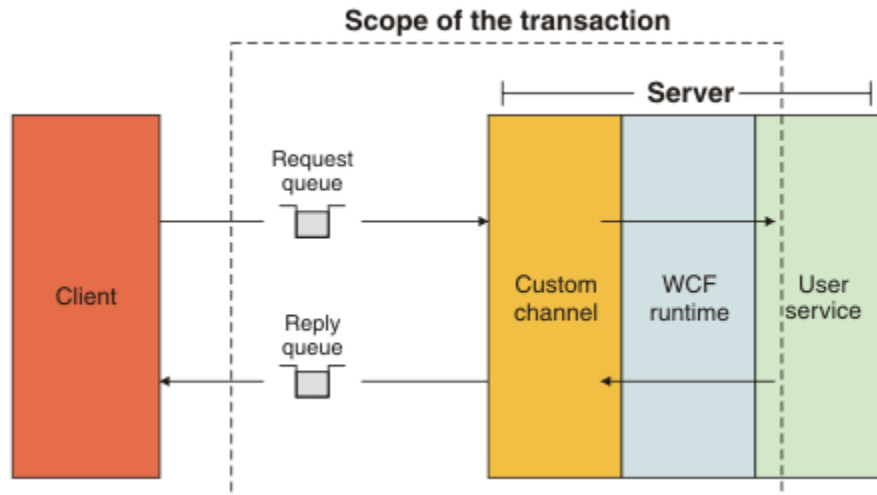 Scope of the transaction
Server
Request
queue
Client
Custom
channel
WCF
runtime
User
service
Reply
queue